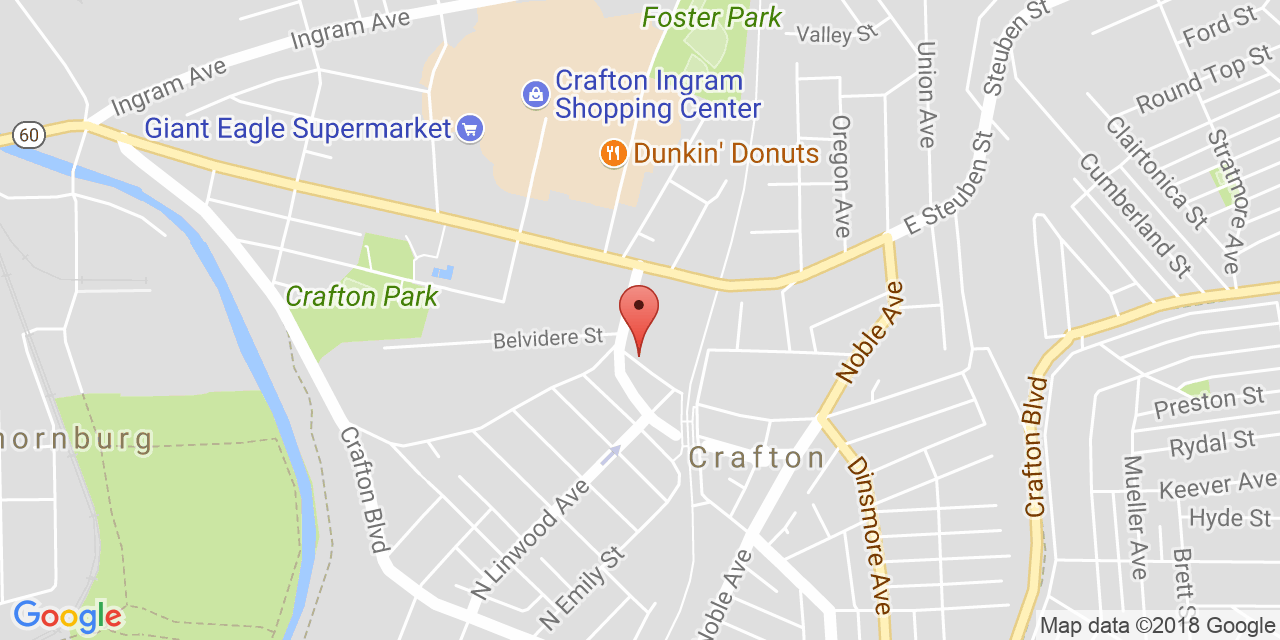 Foster Park
Valley St
Ingram Ave
Ingram Ave
60
Crafton Ingram
Shopping Center
Giant Eagle Supermarket
Dunkin' Donuts
Oregon Ave
Union Ave
Steuben St
E Steuben St
Ford St
Round Top St
Clairtonica St
Cumberland St
Stratmore Ave
Crafton Park
Belvidere St
Noble Ave
Crafton Blvd
Preston St
Rydal St
Keever Ave
Hyde St
Mueller Ave
Brett S
hornburg
Crafton Blvd
Crafton
Dinsmore Ave
N Linwood Ave
N Emily St
Noble Ave
Google
Map data ©2018 Google